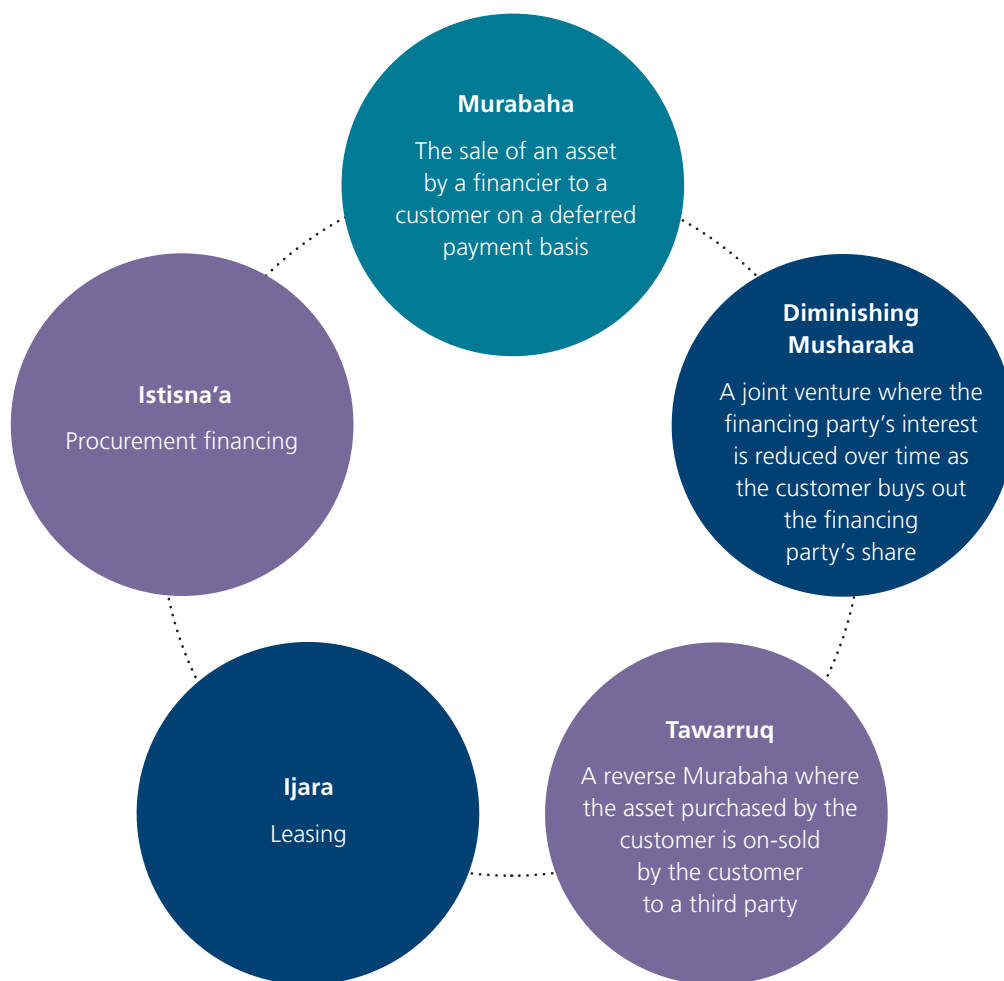 Murabaha
The sale of an asset
by a financier to a
customer on a deferred
payment basis
Diminishing
Musharaka
A joint venture where the
financing party’s interest
is reduced over time as
the customer buys out
the financing
party’s share
Tawarruq
A reverse Murabaha where
the asset purchased by the
customer is on-sold
by the customer
to a third party
Ijara
Leasing
Istisna’a
Procurement financing